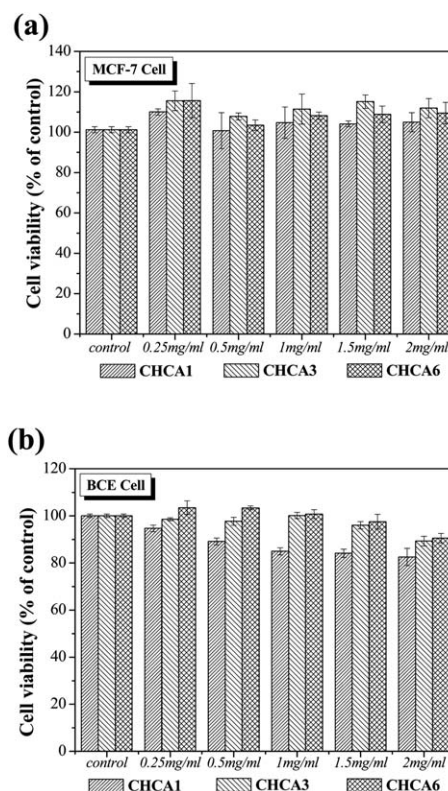 (a)
MCF-7 Cell
Cell viability (% of control)
140
120
100
80
60
40
20
0
control 0.25mg/ml 0.5mg/ml 1mg/ml 1.5mg/ml 2mg/ml
CHCA1 CHCA3 CHCA6
(b)
BCE Cell
Cell viability (% of control)
120
100
80
60
40
20
0
control 0.25mg/ml 0.5mg/ml 1mg/ml 1.5mg/ml 2mg/ml
CHCA1 CHCA3 CHCA6